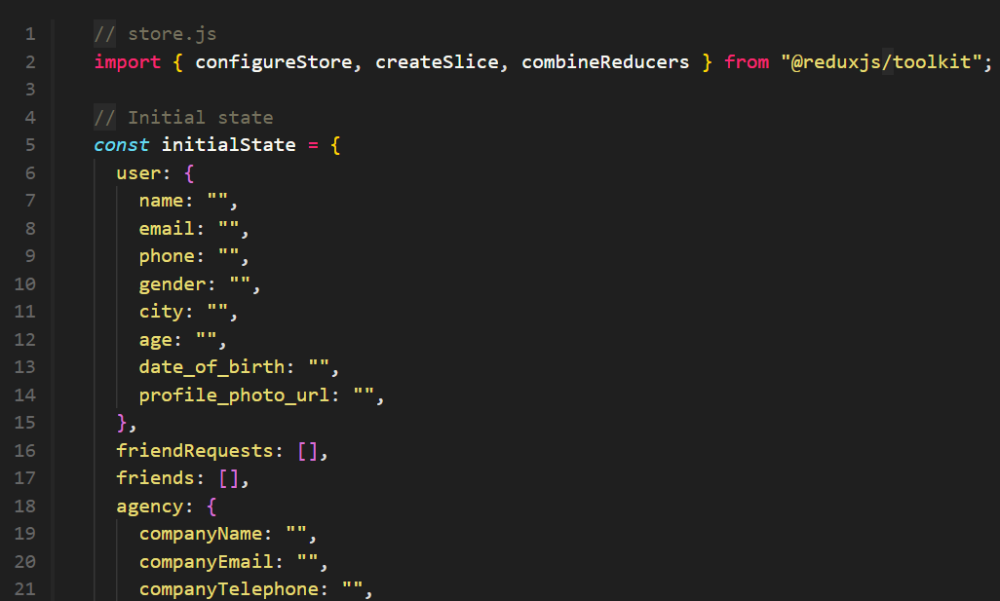 1 // store.js
2 import { configureStore, createSlice, combineReducers } from "@reduxjs/toolkit";
3
4 // Initial state
5 const initialState = {
6   user: {
7     name: "",
8     email: "",
9     phone: "",
10     gender: "",
11     city: "",
12     age: "",
13     date_of_birth: "",
14     profile_photo_url: "",
15   },
16   friendRequests: [],
17   friends: [],
18   agency: {
19     companyName: "",
20     companyEmail: "",
21     companyTelephone: "",